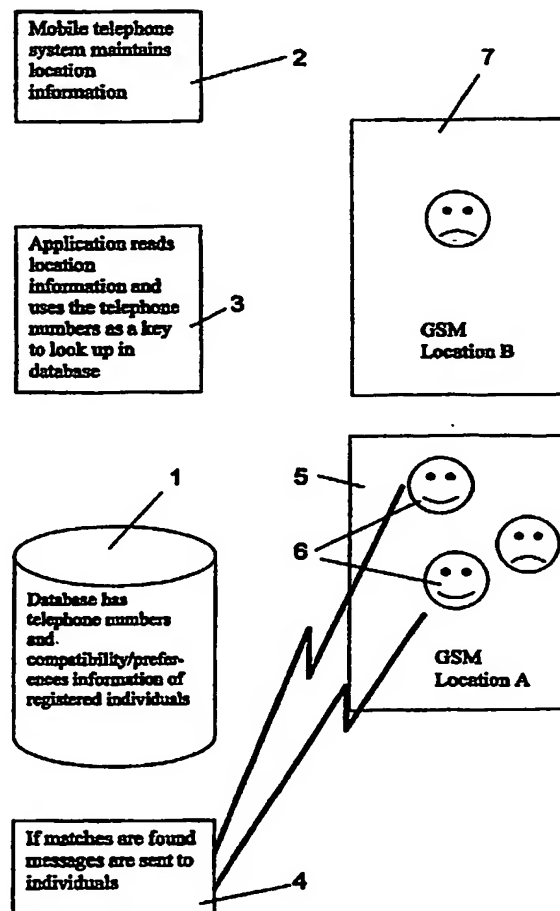 Mobile telephone
system maintains
location
information
2
7
Application reads
location
information and
uses the telephone
numbers as a key
to look up in
database
3
GSM
Location B
1
Database has
telephone numbers
and
compatibility/prefer-
ences information of
registered individuals
5
6
GSM
Location A
If matches are found
messages are sent to
individuals
4